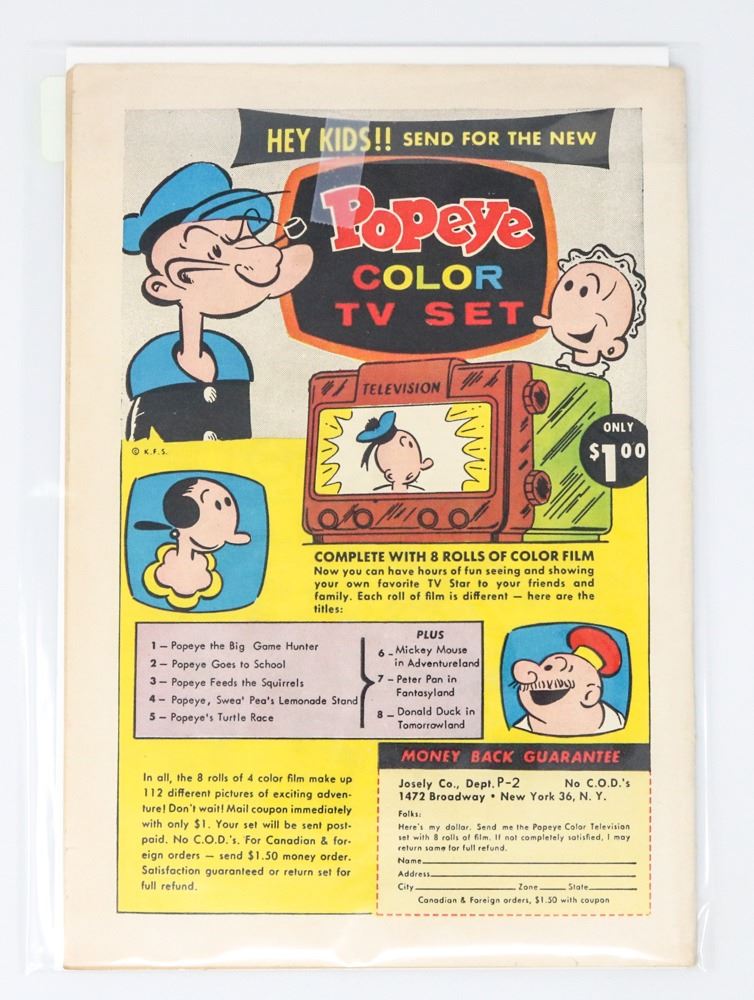 HEY KIDS!! SEND FOR THE NEW
Popeye
COLOR
TV SET
TELEVISION
ONLY
$1.00
© K.F.S.
COMPLETE WITH 8 ROLLS OF COLOR FILM
Now you can have hours of fun seeing and showing
your own favorite TV Star to your friends and
family. Each roll of film is different — here are the
titles:
1 — Popeye the Big Game Hunter
2 — Popeye Goes to School
3 — Popeye Feeds the Squirrels
4 — Popeye, Swea' Pea's Lemonade Stand
5 — Popeye's Turtle Race
PLUS
6 — Mickey Mouse
in Adventureland
7 — Peter Pan in
Fantasyland
8 — Donald Duck in
Tomorrowland
In all, the 8 rolls of 4 color film make up
112 different pictures of exciting adven-
ture! Don't wait! Mail coupon immediately
with only $1. Your set will be sent post-
paid. No C.O.D.'s. For Canadian & for-
eign orders — send $1.50 money order.
Satisfaction guaranteed or return set for
full refund.
MONEY BACK GUARANTEE
Josely Co., Dept. P-2 No C.O.D.'s
1472 Broadway • New York 36, N. Y.
Folks:
Here's my dollar. Send me the Popeye Color Television
set with 8 rolls of film. If not completely satisfied, I may
return same for full refund.
Name
Address
City Zone State
Canadian & Foreign orders, $1.50 with coupon